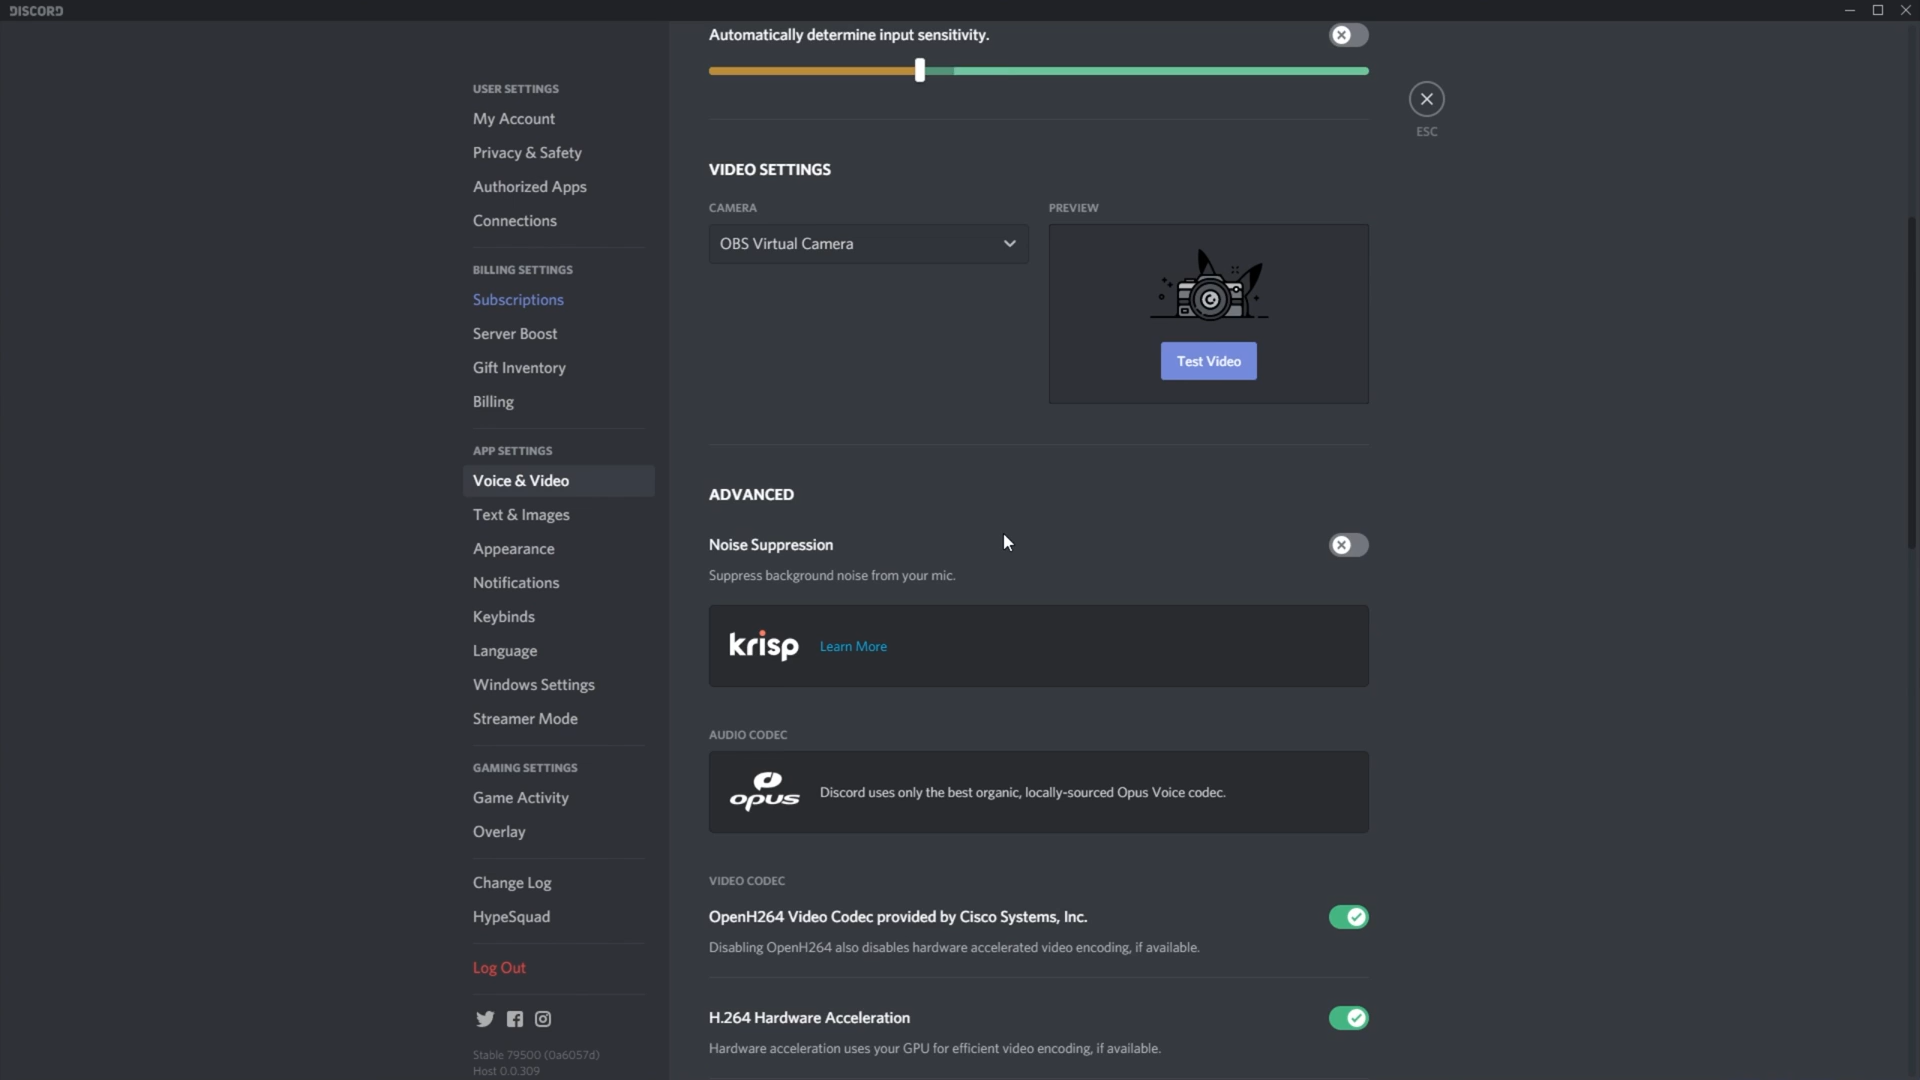 DISCORD
USER SETTINGS
My Account
Privacy & Safety
Authorized Apps
Connections
BILLING SETTINGS
Subscriptions
Server Boost
Gift Inventory
Billing
APP SETTINGS
Voice & Video
Text & Images
Appearance
Notifications
Keybinds
Language
Windows Settings
Streamer Mode
GAMING SETTINGS
Game Activity
Overlay
Change Log
HypeSquad
Log Out
Stable 79500 (0a6057d)
Host 0.0.309
Automatically determine input sensitivity.
ESC
VIDEO SETTINGS
CAMERA
OBS Virtual Camera
PREVIEW
Test Video
ADVANCED
Noise Suppression
Suppress background noise from your mic.
krisp Learn More
AUDIO CODEC
opus Discord uses only the best organic, locally-sourced Opus Voice codec.
VIDEO CODEC
OpenH264 Video Codec provided by Cisco Systems, Inc.
Disabling OpenH264 also disables hardware accelerated video encoding, if available.
H.264 Hardware Acceleration
Hardware acceleration uses your GPU for efficient video encoding, if available.